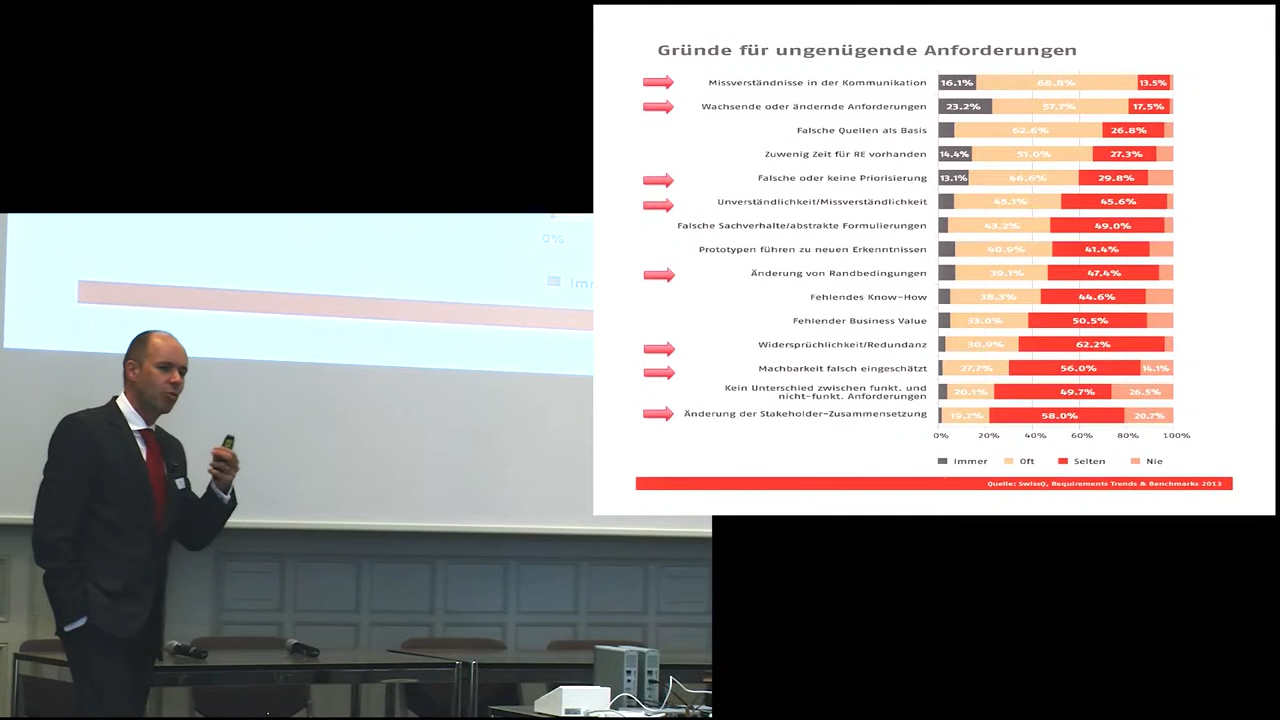 Gründe für ungenügende Anforderungen
Missverständnisse in der Kommunikation 16.1% 68.8% 13.5%
Wachsende oder ändernde Anforderungen 23.2% 57.7% 17.5%
Falsche Quellen als Basis 62.6% 26.8%
Zuwenig Zeit für RE vorhanden 14.4% 51.0% 27.3%
Falsche oder keine Priorisierung 13.1% 46.6% 29.8%
Unverständlichkeit/Missverständlichkeit 45.1% 45.6%
Falsche Sachverhalte/abstrakte Formulierungen 43.2% 49.0%
Prototypen führen zu neuen Erkenntnissen 40.9% 41.4%
Änderung von Randbedingungen 39.1% 47.4%
Fehlendes Know-How 38.3% 44.6%
Fehlender Business Value 33.0% 50.5%
Widersprüchlichkeit/Redundanz 30.9% 62.2%
Machbarkeit falsch eingeschätzt 27.7% 56.0% 14.1%
Kein Unterschied zwischen funkt. und
nicht-funkt. Anforderungen 20.1% 49.7% 26.5%
Änderung der Stakeholder-Zusammensetzung 19.7% 58.0% 20.7%
0% 20% 40% 60% 80% 100%
Immer Oft Selten Nie
Quelle: SwissQ, Requirements Trends & Benchmarks 2013
0%
Imm